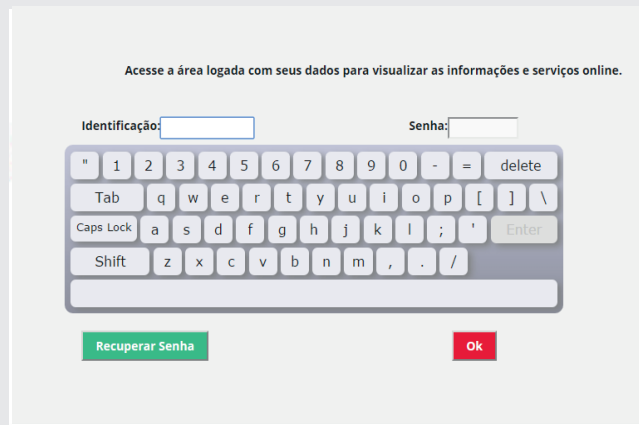 Acesse a área logada com seus dados para visualizar as informações e serviços online.
Identificação: Senha:
" 1 2 3 4 5 6 7 8 9 0 - = delete
Tab q w e r t y u i o p [ ] \
Caps Lock a s d f g h j k l ; ' Enter
Shift z x c v b n m , . /
Recuperar Senha Ok